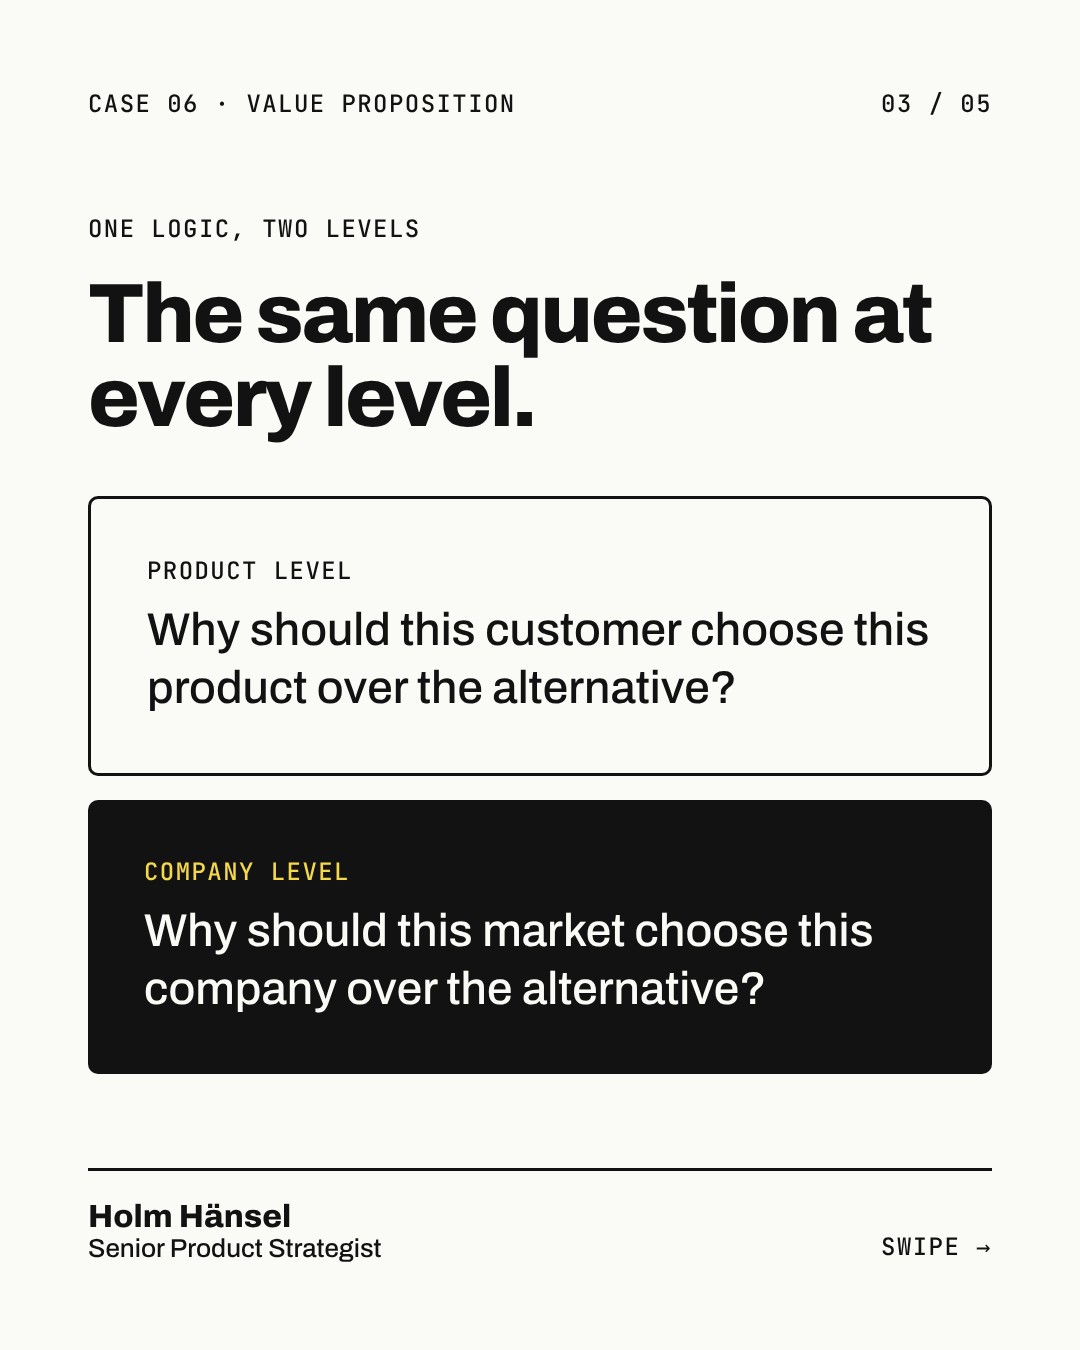 CASE 06 · VALUE PROPOSITION
03 / 05
ONE LOGIC, TWO LEVELS
The same question at
every level.
PRODUCT LEVEL
Why should this customer choose this
product over the alternative?
COMPANY LEVEL
Why should this market choose this
company over the alternative?
Holm Hänsel
Senior Product Strategist
SWIPE →